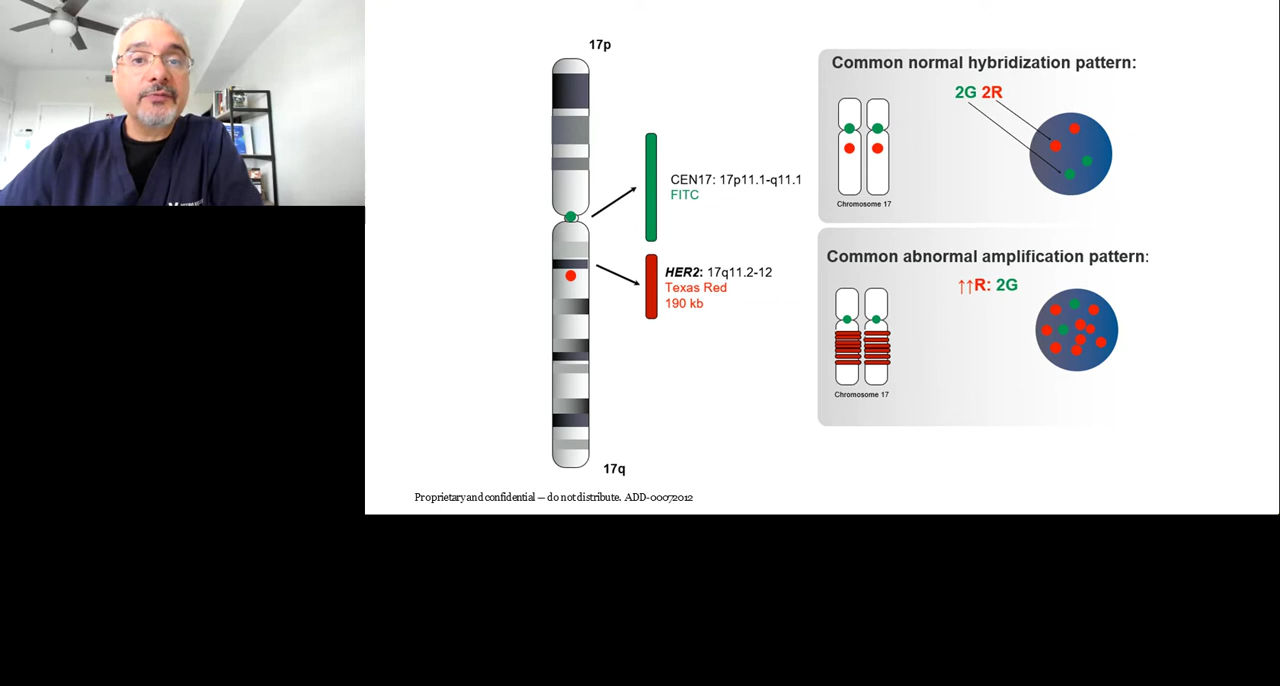 17p
CEN17: 17p11.1-q11.1
FITC
HER2: 17q11.2-12
Texas Red
190 kb
17q
Common normal hybridization pattern:
2G 2R
Chromosome 17
Common abnormal amplification pattern:
↑↑R: 2G
Chromosome 17
Proprietary and confidential — do not distribute. ADD-00072012